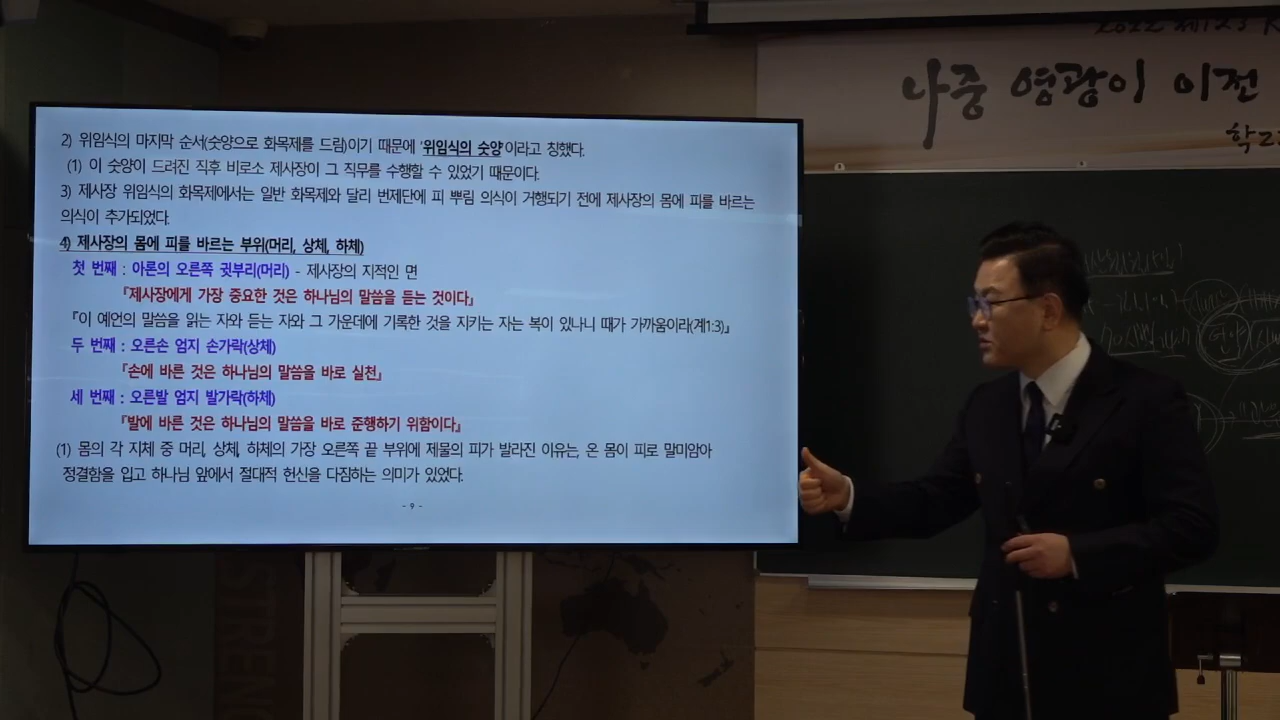 2022 제12차
나중 영광이 이전
2) 위임식의 마지막 순서(숫양으로 화목제를 드림)이기 때문에 '위임식의 숫양'이라고 칭했다.
(1) 이 숫양이 드려진 직후 비로소 제사장이 그 직무를 수행할 수 있었기 때문이다.
3) 제사장 위임식의 화목제에서는 일반 화목제와 달리 번제단에 피 뿌림 의식이 거행되기 전에 제사장의 몸에 피를 바르는
의식이 추가되었다.
4) 제사장의 몸에 피를 바르는 부위(머리, 상체, 하체)
첫 번째 : 아론의 오른쪽 귓부리(머리) - 제사장의 지적인 면
『제사장에게 가장 중요한 것은 하나님의 말씀을 듣는 것이다』
『이 예언의 말씀을 읽는 자와 듣는 자와 그 가운데에 기록한 것을 지키는 자는 복이 있나니 때가 가까움이라(계1:3)』
두 번째 : 오른손 엄지 손가락(상체)
『손에 바른 것은 하나님의 말씀을 바로 실천』
세 번째 : 오른발 엄지 발가락(하체)
『발에 바른 것은 하나님의 말씀을 바로 준행하기 위함이다』
(1) 몸의 각 지체 중 머리, 상체, 하체의 가장 오른쪽 끝 부위에 제물의 피가 발라진 이유는, 온 몸이 피로 말미암아
정결함을 입고 하나님 앞에서 절대적 헌신을 다짐하는 의미가 있었다.
- 9 -
STREN